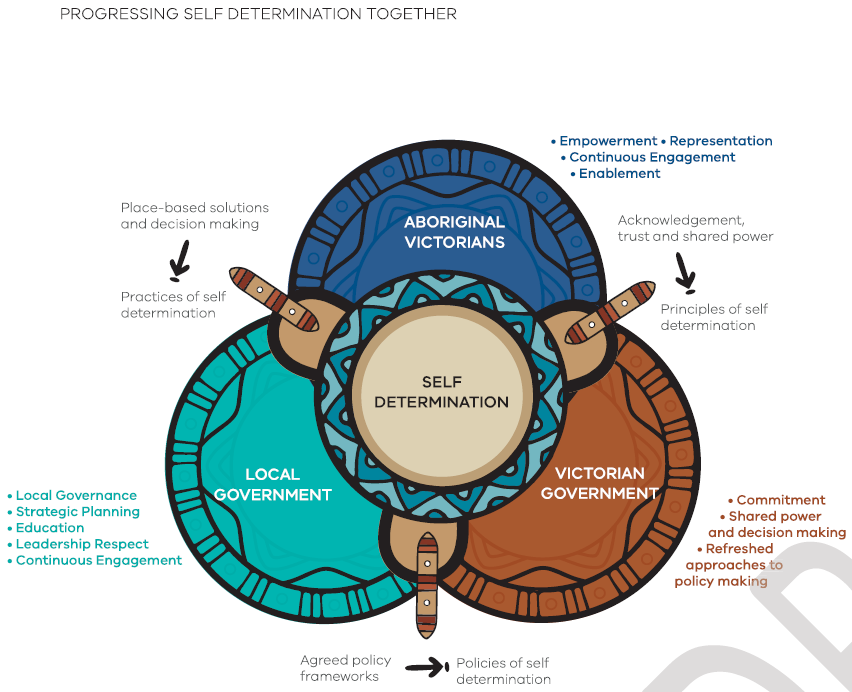 PROGRESSING SELF DETERMINATION TOGETHER
• Empowerment • Representation
• Continuous Engagement
• Enablement
Place-based solutions
and decision making
Practices of self
determination
ABORIGINAL
VICTORIANS
Acknowledgement,
trust and shared power
Principles of self
determination
SELF
DETERMINATION
LOCAL
GOVERNMENT
VICTORIAN
GOVERNMENT
• Local Governance
• Strategic Planning
• Education
• Leadership Respect
• Continuous Engagement
• Commitment
• Shared power
and decision making
• Refreshed
approaches to
policy making
Agreed policy
frameworks
Policies of self
determination